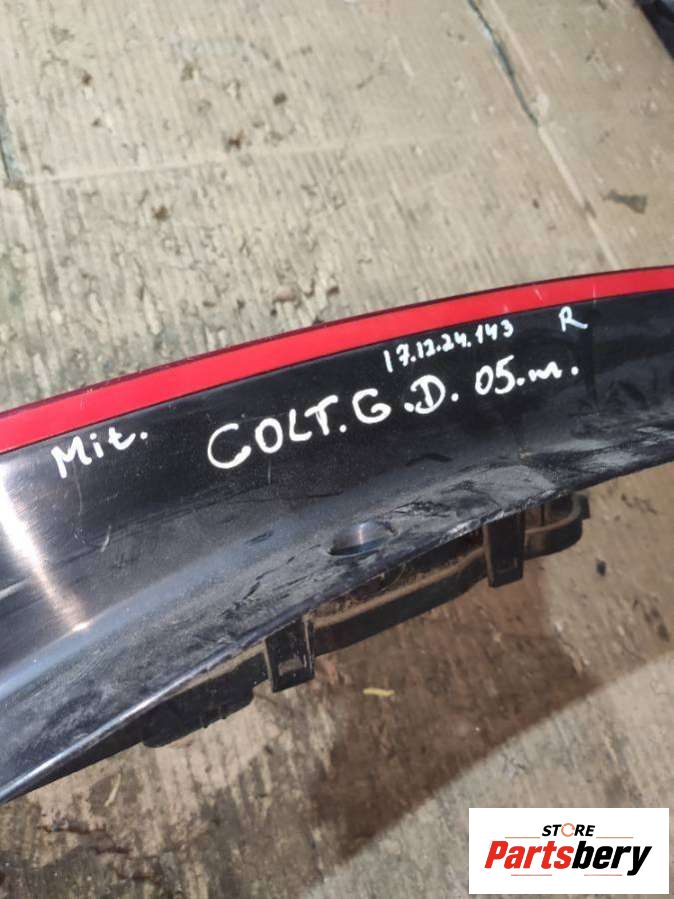 17.12.24.143 R
Mit. COLT.G.D. 05.m.
STORE
Partsbery